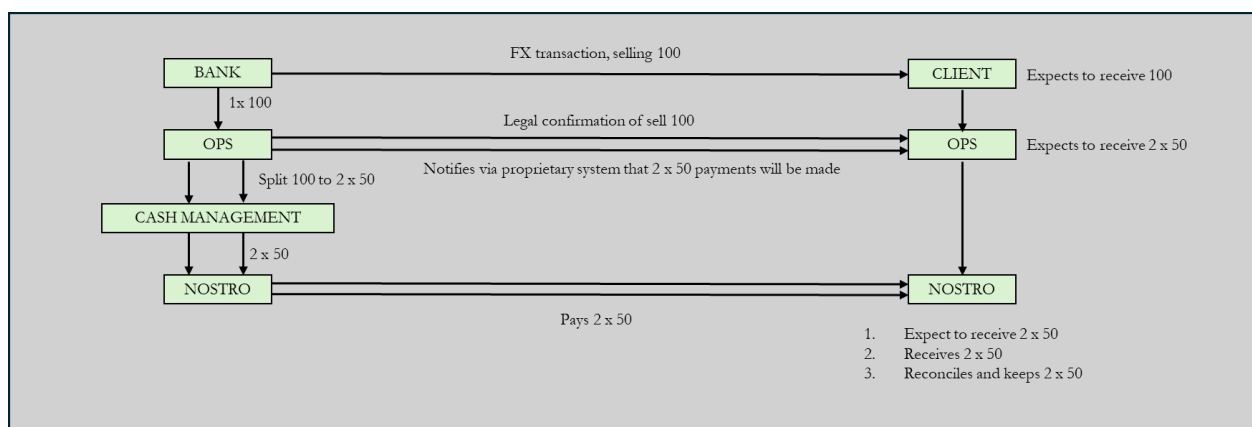 FX transaction, selling 100
BANK
CLIENT
Expects to receive 100
1x 100
Legal confirmation of sell 100
OPS
OPS
Expects to receive 2 x 50
Notifies via proprietary system that 2 x 50 payments will be made
Split 100 to 2 x 50
CASH MANAGEMENT
2 x 50
NOSTRO
NOSTRO
Pays 2 x 50
1. Expect to receive 2 x 50
2. Receives 2 x 50
3. Reconciles and keeps 2 x 50